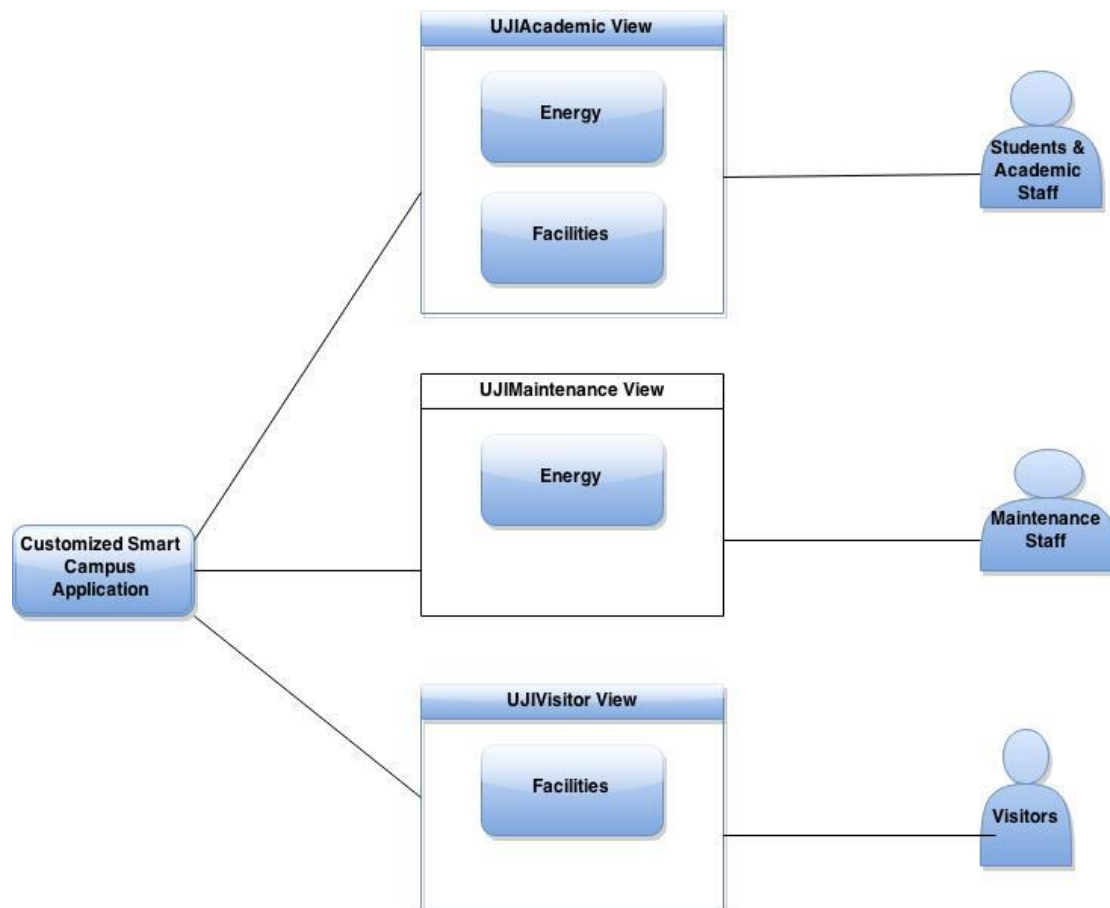 UJIAcademic View
Energy
Facilities
Students &
Academic
Staff
UJIMaintenance View
Energy
Maintenance
Staff
Customized Smart
Campus
Application
UJIVisitor View
Facilities
Visitors